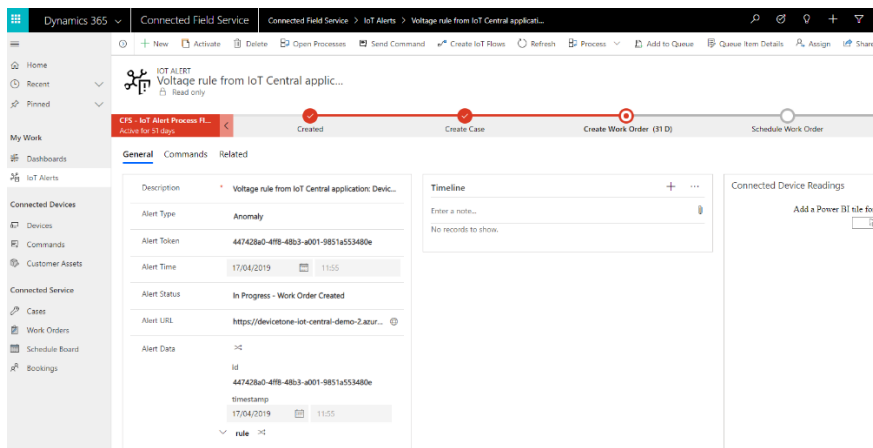 Dynamics 365
Connected Field Service
Connected Field Service > IoT Alerts > Voltage rule from IoT Central applicati...
New
Activate
Delete
Open Processes
Send Command
Create IoT Flows
Refresh
Process
Add to Queue
Queue Item Details
Assign
Share
Home
Recent
Pinned
My Work
Dashboards
IoT Alerts
Connected Devices
Devices
Commands
Customer Assets
Connected Service
Cases
Work Orders
Schedule Board
Bookings
IOT ALERT
Voltage rule from IoT Central applic...
Read only
CFS - IoT Alert Process Fl...
Active for 51 days
Created
Create Case
Create Work Order (31 D)
Schedule Work Order
General Commands Related
Description * Voltage rule from IoT Central application: Devic...
Alert Type Anomaly
Alert Token 447428a0-4ff8-48b3-a001-9851a553480e
Alert Time 17/04/2019 11:55
Alert Status In Progress - Work Order Created
Alert URL https://devicetone-iot-central-demo-2.azur...
Alert Data
id
447428a0-4ff8-48b3-a001-9851a553480e
timestamp
17/04/2019 11:55
rule
Timeline
Enter a note...
No records to show.
Connected Device Readings
Add a Power BI tile for